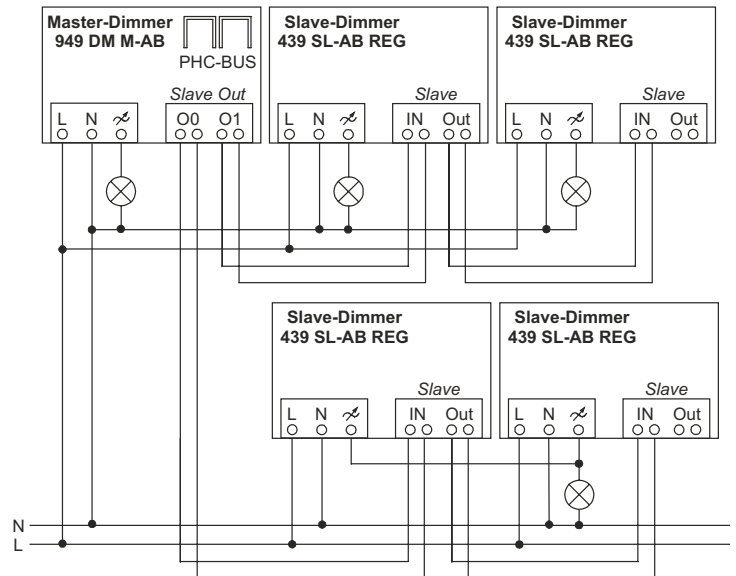 Master-Dimmer
949 DM M-AB
PHC-BUS
Slave Out
L N O0 O1
Slave-Dimmer
439 SL-AB REG
Slave
L N IN Out
Slave-Dimmer
439 SL-AB REG
Slave
L N IN Out
Slave-Dimmer
439 SL-AB REG
Slave
L N IN Out
Slave-Dimmer
439 SL-AB REG
Slave
L N IN Out
N
L